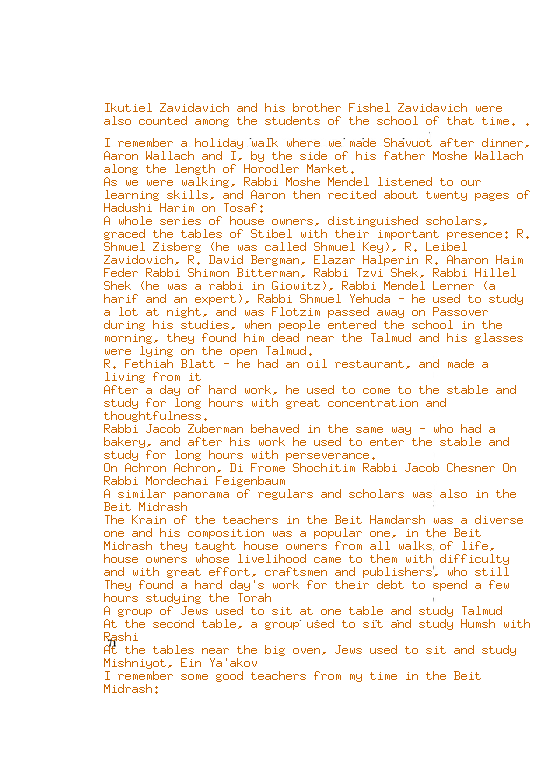 Ikutiel Zavidavich and his brother Fishel Zavidavich were
also counted among the students of the school of that time. .
I remember a holiday walk where we made Shavuot after dinner,
Aaron Wallach and I, by the side of his father Moshe Wallach
along the length of Horodler Market.
As we were walking, Rabbi Moshe Mendel listened to our
learning skills, and Aaron then recited about twenty pages of
Hadushi Harim on Tosaf:
A whole series of house owners, distinguished scholars,
graced the tables of Stibel with their important presence: R.
Shmuel Zisberg (he was called Shmuel Key), R. Leibel
Zavidovich, R. David Bergman, Elazar Halperin R. Aharon Haim
Feder Rabbi Shimon Bitterman, Rabbi Tzvi Shek, Rabbi Hillel
Shek (he was a rabbi in Giowitz), Rabbi Mendel Lerner (a
harif and an expert), Rabbi Shmuel Yehuda - he used to study
a lot at night, and was Flotzim passed away on Passover
during his studies, when people entered the school in the
morning, they found him dead near the Talmud and his glasses
were lying on the open Talmud.
R. Fethiah Blatt - he had an oil restaurant, and made a
living from it
After a day of hard work, he used to come to the stable and
study for long hours with great concentration and
thoughtfulness.
Rabbi Jacob Zuberman behaved in the same way - who had a
bakery, and after his work he used to enter the stable and
study for long hours with perseverance.
On Achron Achron, Di Frome Shochitim Rabbi Jacob Chesner On
Rabbi Mordechai Feigenbaum
A similar panorama of regulars and scholars was also in the
Beit Midrash
The Krain of the teachers in the Beit Hamdarsh was a diverse
one and his composition was a popular one, in the Beit
Midrash they taught house owners from all walks of life,
house owners whose livelihood came to them with difficulty
and with great effort, craftsmen and publishers, who still
They found a hard day's work for their debt to spend a few
hours studying the Torah
A group of Jews used to sit at one table and study Talmud
At the second table, a group used to sit and study Humsh with
Rashi
At the tables near the big oven, Jews used to sit and study
Mishniyot, Ein Ya'akov
I remember some good teachers from my time in the Beit
Midrash: